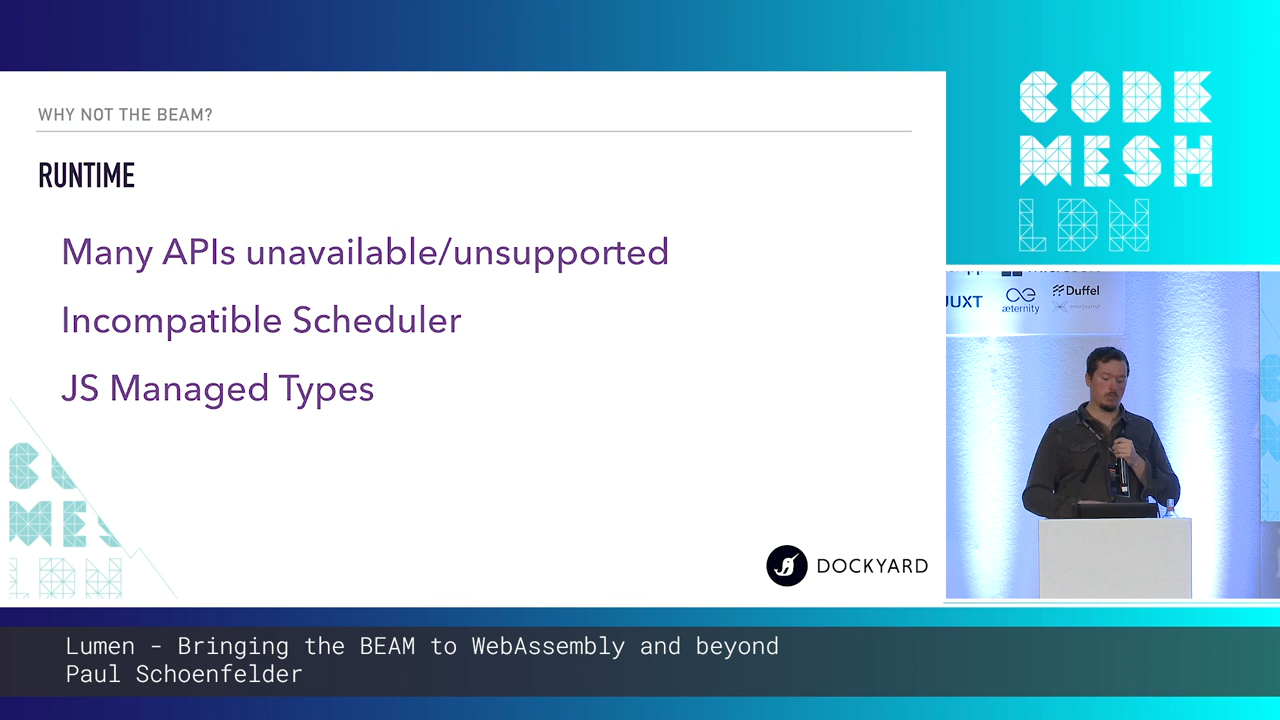 WHY NOT THE BEAM?
RUNTIME
Many APIs unavailable/unsupported
Incompatible Scheduler
JS Managed Types
DOCKYARD
CODE
MESH
LDN
Duffel
æternity
Lumen - Bringing the BEAM to WebAssembly and beyond
Paul Schoenfelder